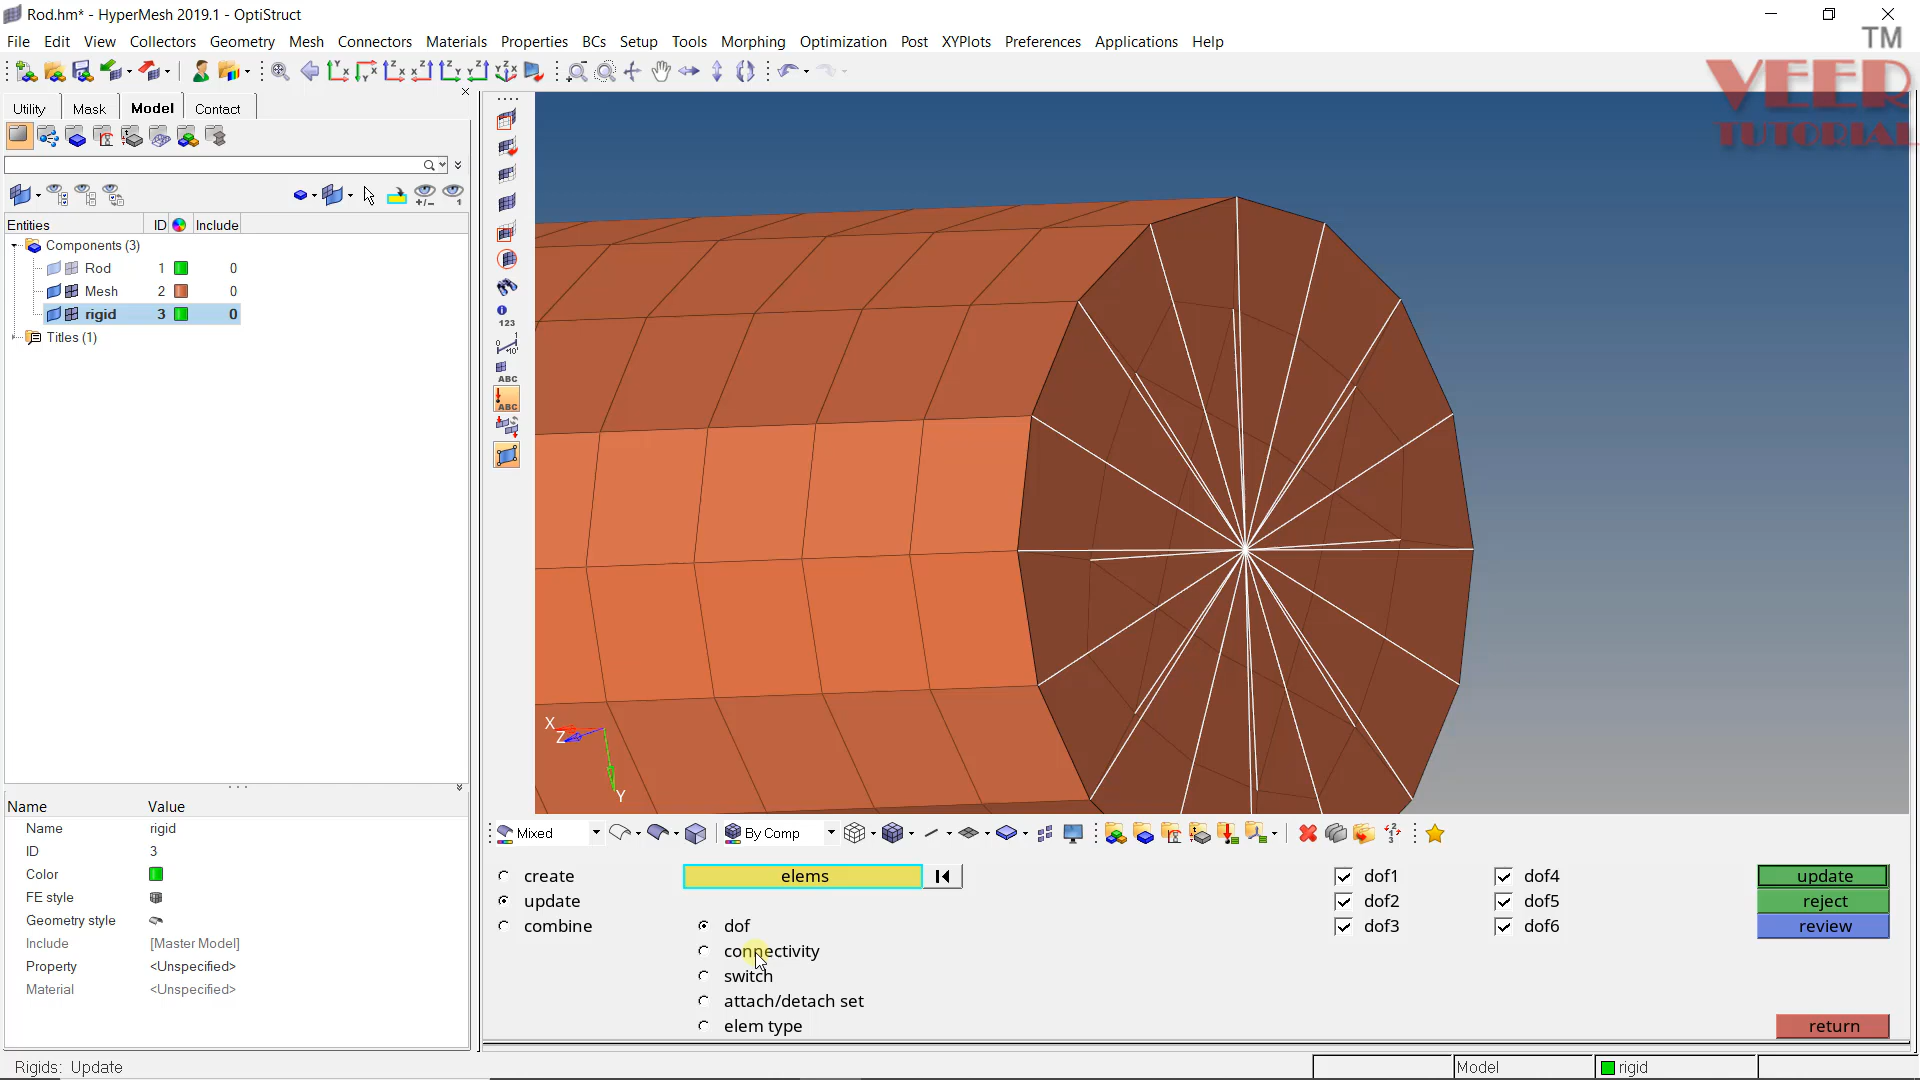 Rod.hm* - HyperMesh 2019.1 - OptiStruct
File Edit View Collectors Geometry Mesh Connectors Materials Properties BCs Setup Tools Morphing Optimization Post XYPlots Preferences Applications Help
TM
VEER
TUTORIAL
Utility Mask Model Contact
Entities ID Include
Components (3)
Rod 1 0
Mesh 2 0
rigid 3 0
Titles (1)
123
ABC
ABC
X
Z
Y
Name Value
Name rigid
ID 3
Color
FE style
Geometry style
Include [Master Model]
Property <Unspecified>
Material <Unspecified>
Mixed By Comp
create elems dof1 dof4 update
update dof2 dof5 reject
combine dof dof3 dof6 review
connectivity
switch
attach/detach set
elem type return
Rigids: Update Model rigid